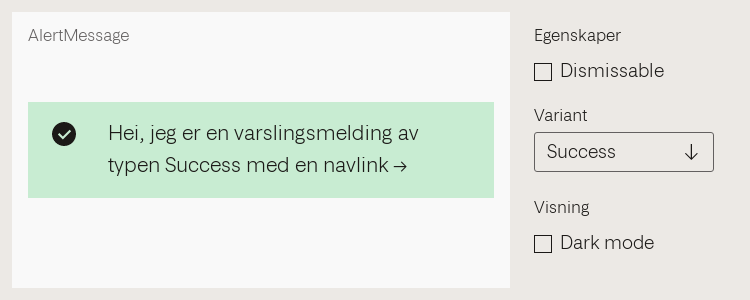 AlertMessage
Hei, jeg er en varslingsmelding av
typen Success med en navlink →
Egenskaper
Dismissable
Variant
Success
Visning
Dark mode